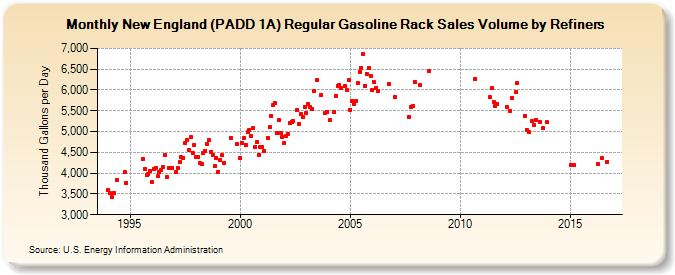 Monthly New England (PADD 1A) Regular Gasoline Rack Sales Volume by Refiners
Thousand Gallons per Day
7,000
6,500
6,000
5,500
5,000
4,500
4,000
3,500
3,000
1995 2000 2005 2010 2015
Source: U.S. Energy Information Administration